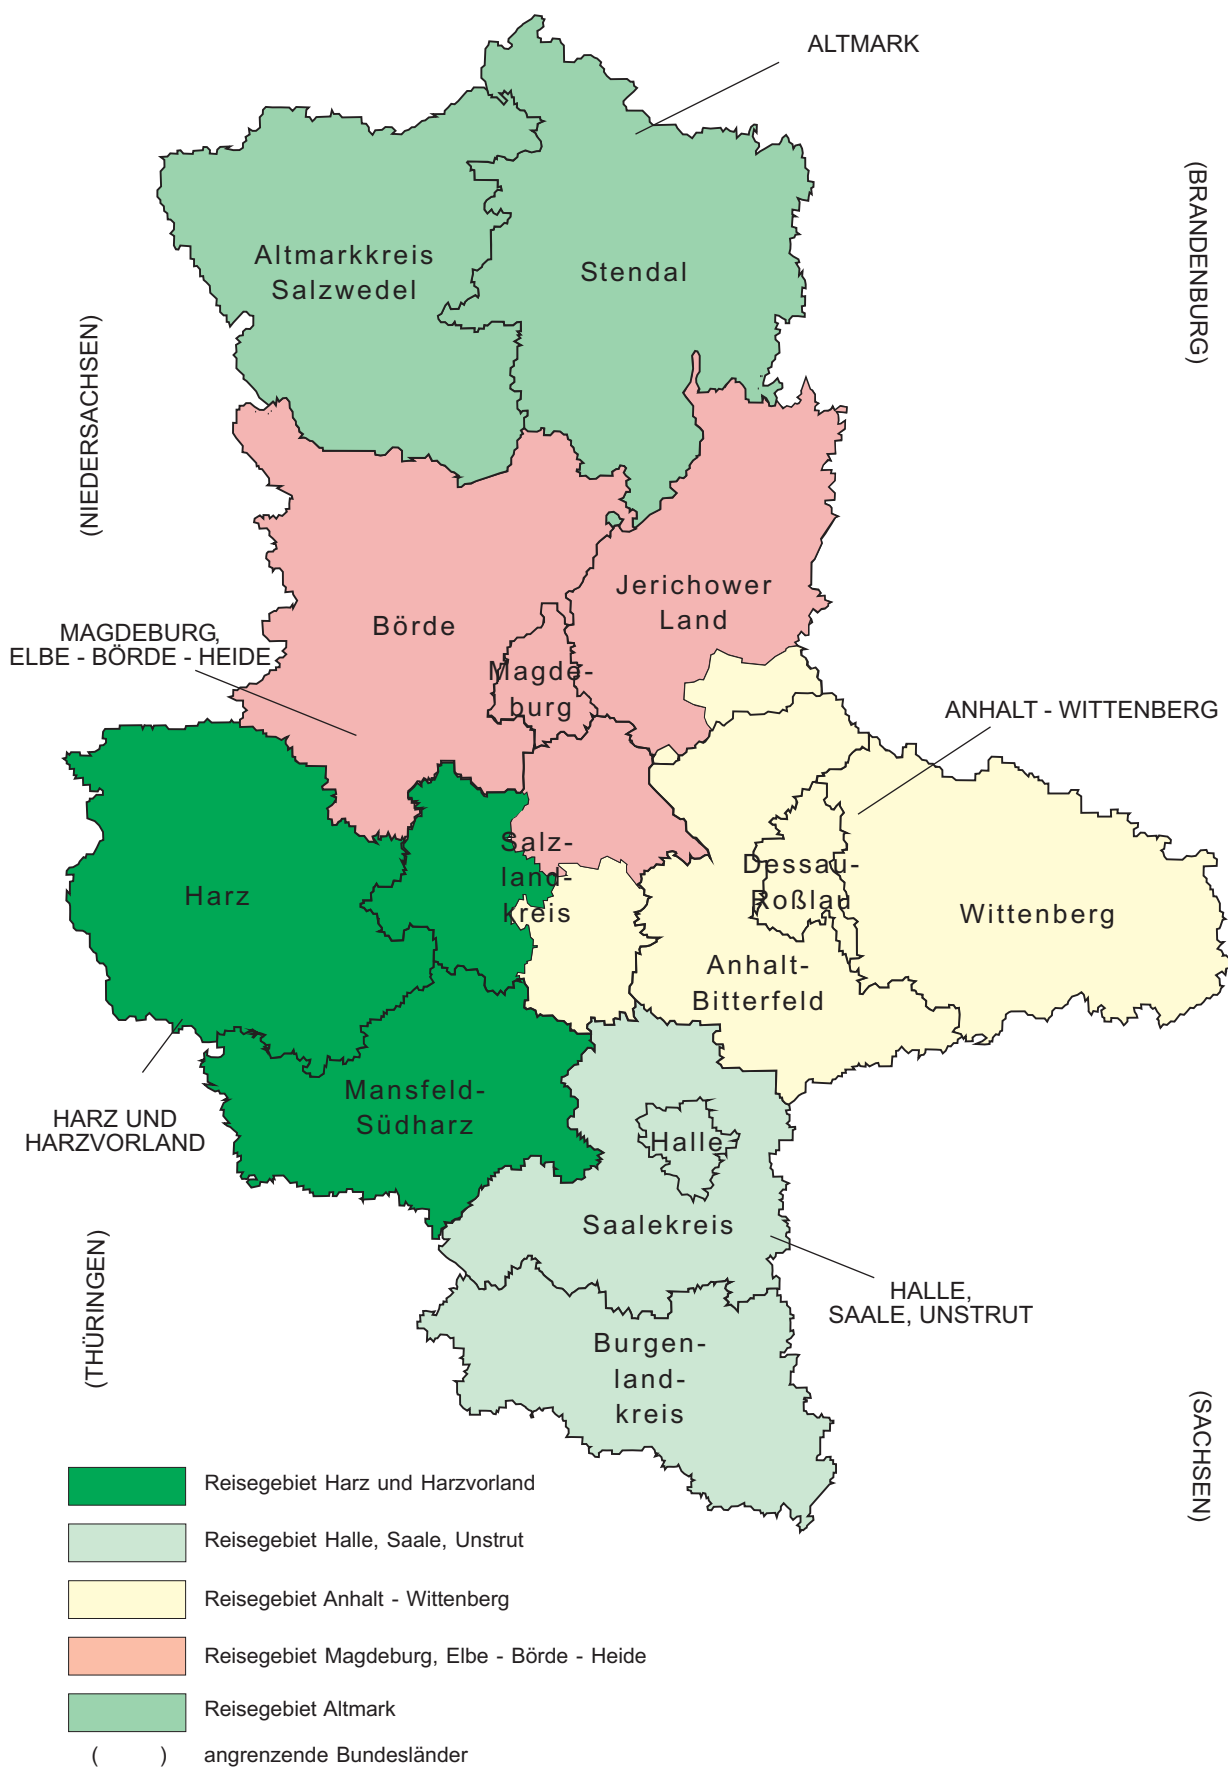 ALTMARK
(BRANDENBURG)
Altmarkkreis
Salzwedel
Stendal
(NIEDERSACHSEN)
Jerichower
Land
Börde
MAGDEBURG,
ELBE - BÖRDE - HEIDE
Magde-
burg
ANHALT - WITTENBERG
Salz-
land-
kreis
Dessau-
Roßlau
Harz
Wittenberg
Anhalt-
Bitterfeld
Mansfeld-
Südharz
HARZ UND
HARZVORLAND
Halle
Saalekreis
(THÜRINGEN)
HALLE,
SAALE, UNSTRUT
Burgen-
land-
kreis
(SACHSEN)
Reisegebiet Harz und Harzvorland
Reisegebiet Halle, Saale, Unstrut
Reisegebiet Anhalt - Wittenberg
Reisegebiet Magdeburg, Elbe - Börde - Heide
Reisegebiet Altmark
( ) angrenzende Bundesländer